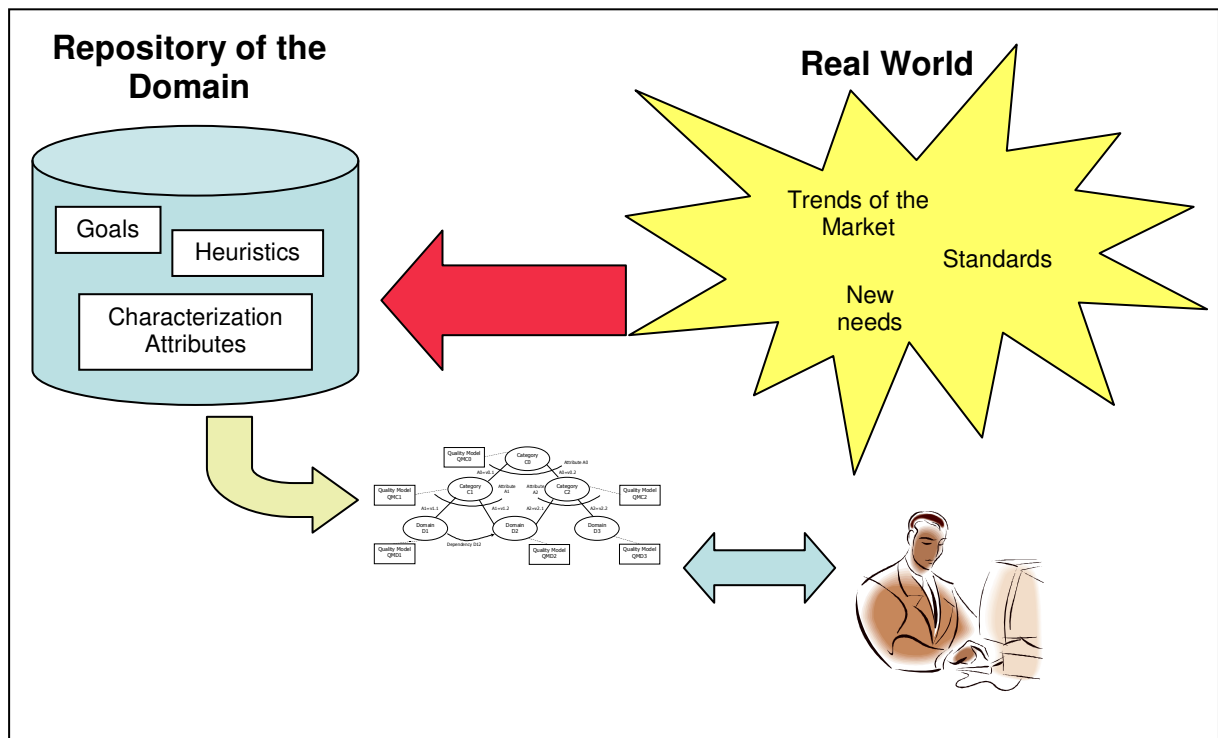 Repository of the
Domain
Real World
Goals
Heuristics
Characterization
Attributes
Trends of the
Market
Standards
New
needs
Quality Model
QMC0
Category
C0
Attribute A0
A0=v0.1
A0=v0.2
Quality Model
QMC1
Category
C1
Attribute
A1
Attribute
A2
Category
C2
Quality Model
QMC2
A1=v1.1
A1=v1.2
A2=v2.1
A2=v2.2
Domain
D1
Domain
D2
Domain
D3
Dependency D12
Quality Model
QMD1
Quality Model
QMD2
Quality Model
QMD3